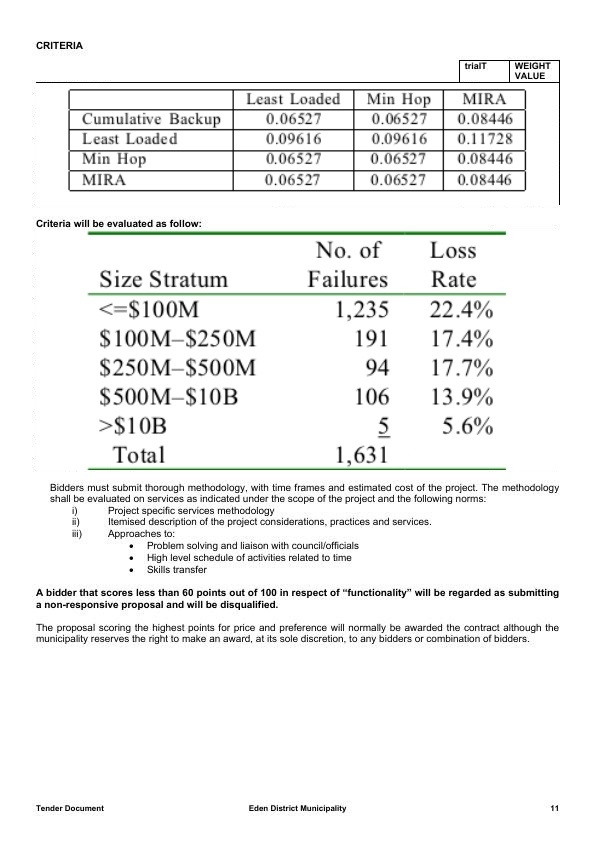 CRITERIA
trialT WEIGHT
VALUE
Least Loaded Min Hop MIRA
Cumulative Backup 0.06527 0.06527 0.08446
Least Loaded 0.09616 0.09616 0.11728
Min Hop 0.06527 0.06527 0.08446
MIRA 0.06527 0.06527 0.08446
Criteria will be evaluated as follow:
No. of Loss
Size Stratum Failures Rate
<=$100M 1,235 22.4%
$100M–$250M 191 17.4%
$250M–$500M 94 17.7%
$500M–$10B 106 13.9%
>$10B 5 5.6%
Total 1,631
Bidders must submit thorough methodology, with time frames and estimated cost of the project. The methodology
shall be evaluated on services as indicated under the scope of the project and the following norms:
i) Project specific services methodology
ii) Itemised description of the project considerations, practices and services.
iii) Approaches to:
• Problem solving and liaison with council/officials
• High level schedule of activities related to time
• Skills transfer
A bidder that scores less than 60 points out of 100 in respect of “functionality” will be regarded as submitting
a non-responsive proposal and will be disqualified.
The proposal scoring the highest points for price and preference will normally be awarded the contract although the
municipality reserves the right to make an award, at its sole discretion, to any bidders or combination of bidders.
Tender Document Eden District Municipality 11